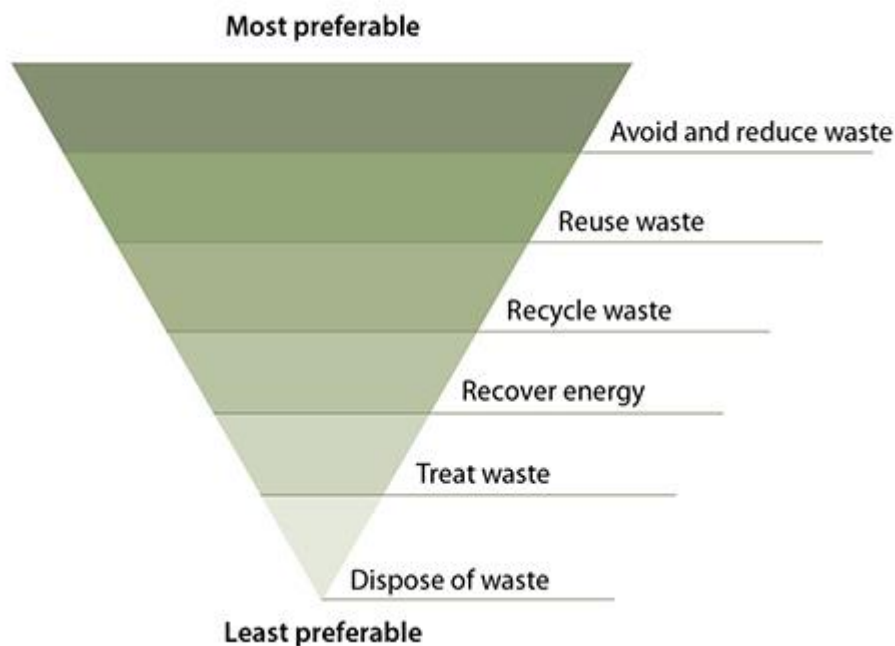 Most preferable
Avoid and reduce waste
Reuse waste
Recycle waste
Recover energy
Treat waste
Dispose of waste
Least preferable